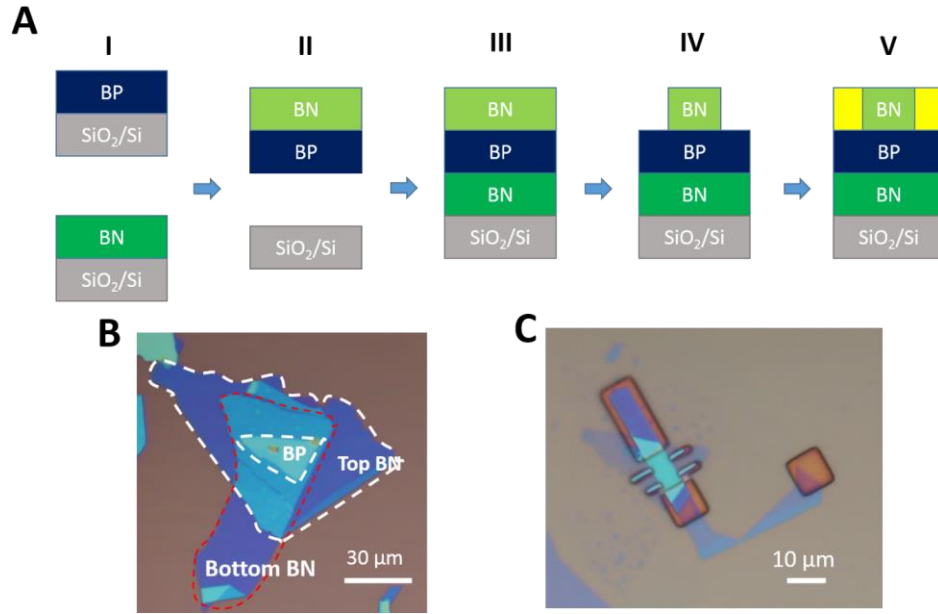 A
I
II
III
IV
V
BP
SiO₂/Si
BN
SiO₂/Si
BN
BP
SiO₂/Si
BN
BP
BN
SiO₂/Si
BN
BP
BN
SiO₂/Si
BN
BP
BN
SiO₂/Si
B
BP
Top BN
Bottom BN
30 μm
C
10 μm